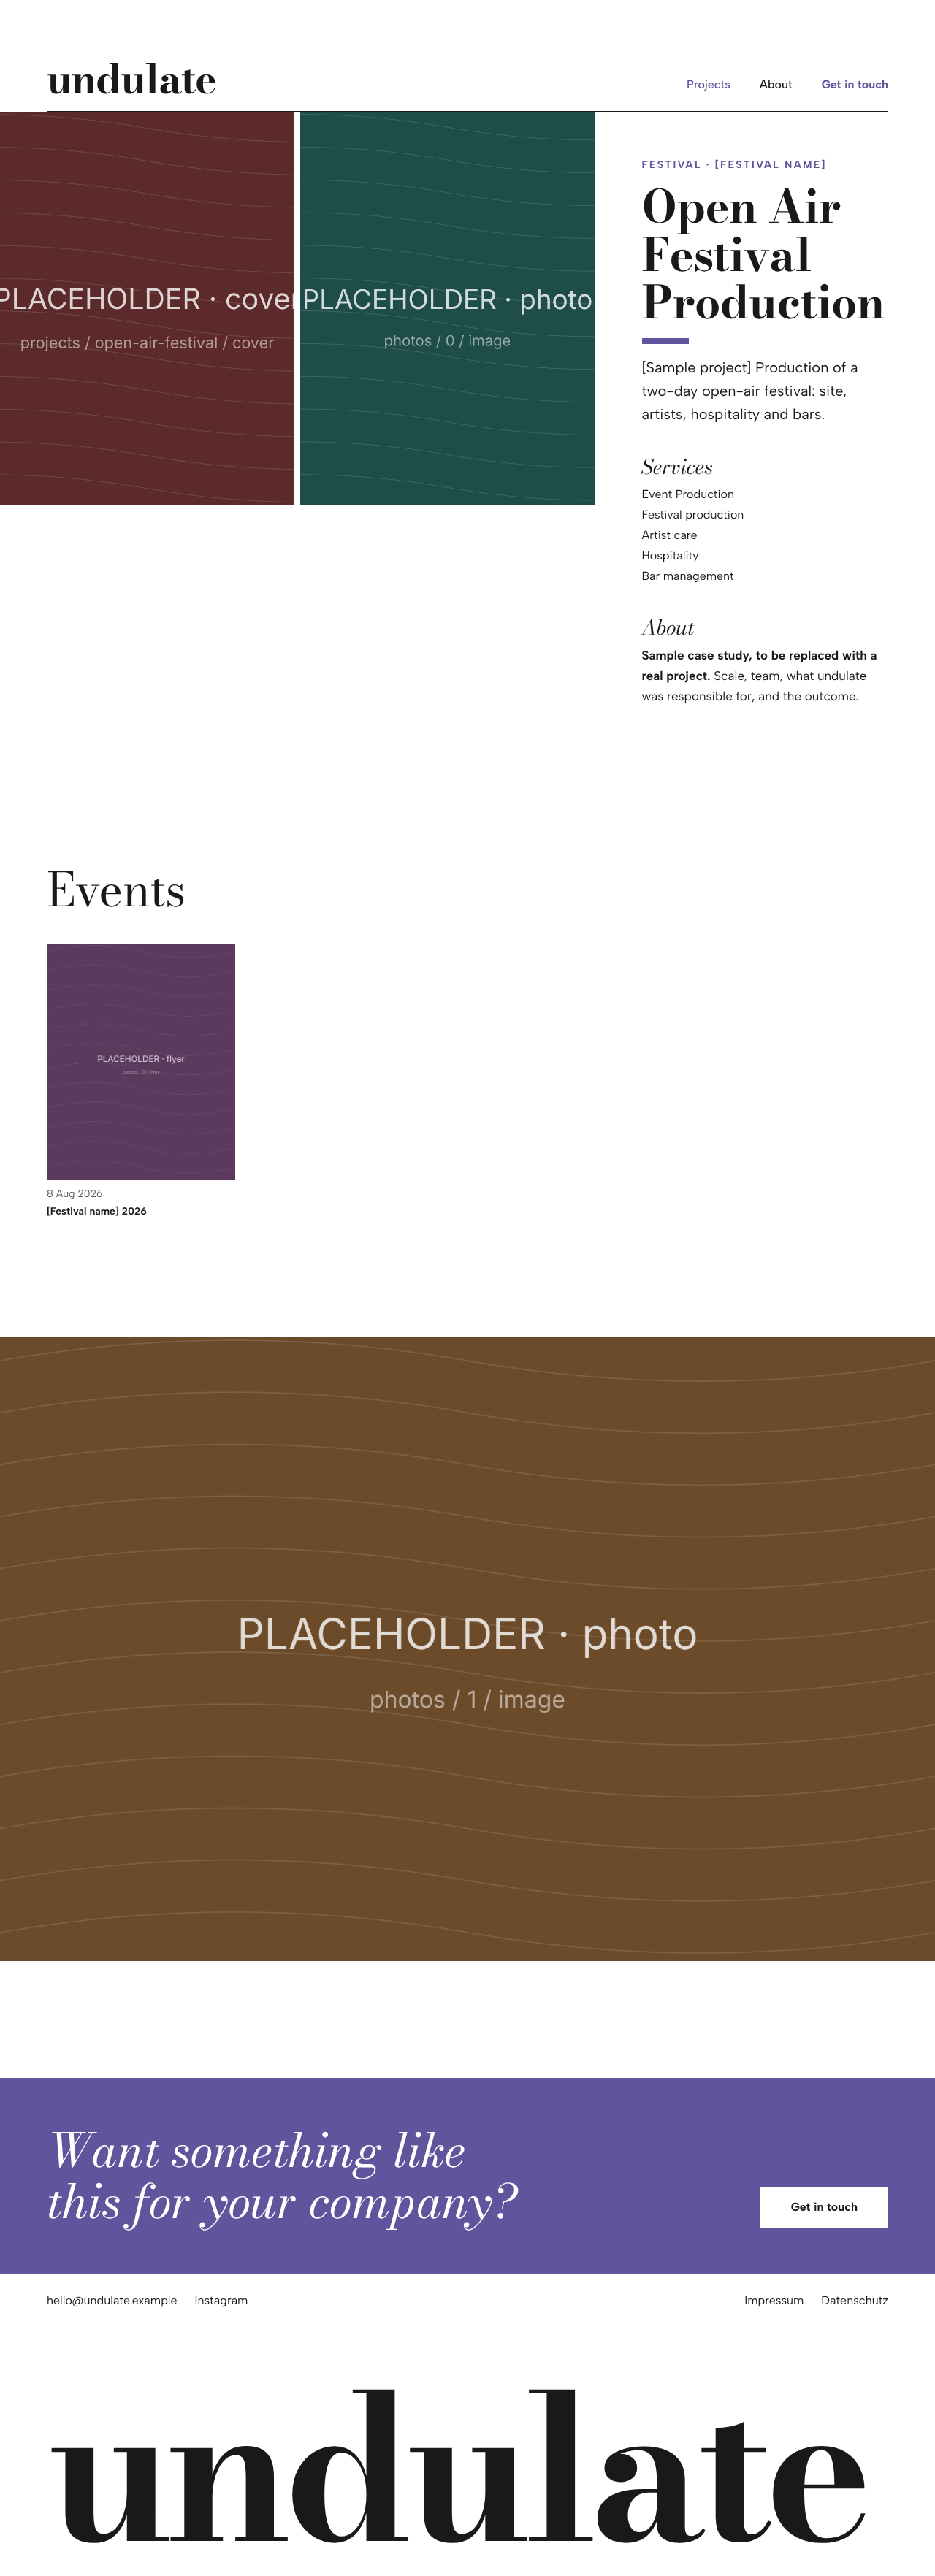 undulate
Projects About Get in touch
PLACEHOLDER · cover
projects / open-air-festival / cover
PLACEHOLDER · photo
photos / 0 / image
FESTIVAL · [FESTIVAL NAME]
Open Air
Festival
Production
[Sample project] Production of a
two-day open-air festival: site,
artists, hospitality and bars.
Services
Event Production
Festival production
Artist care
Hospitality
Bar management
About
Sample case study, to be replaced with a
real project. Scale, team, what undulate
was responsible for, and the outcome.
Events
PLACEHOLDER · flyer
events / 0 / flyer
8 Aug 2026
[Festival name] 2026
PLACEHOLDER · photo
photos / 1 / image
Want something like
this for your company?
Get in touch
hello@undulate.example Instagram
Impressum Datenschutz
undulate